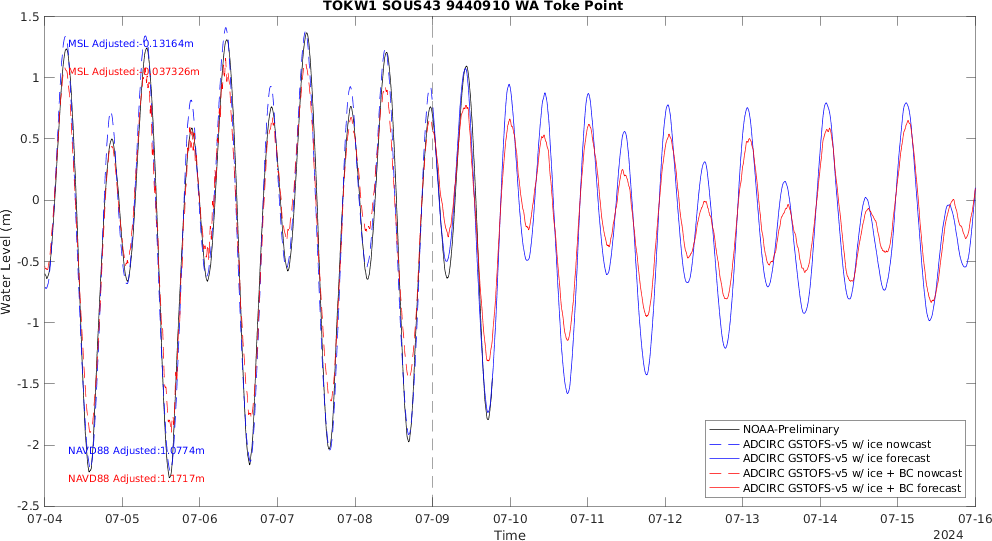 TOKW1 SOUS43 9440910 WA Toke Point
1.5
1
0.5
0
-0.5
-1
-1.5
-2
-2.5
Water Level (m)
MSL Adjusted:-0.13164m
MSL Adjusted:-0.037326m
NAVD88 Adjusted:1.0774m
NAVD88 Adjusted:1.1717m
NOAA-Preliminary
ADCIRC GSTOFS-v5 w/ ice nowcast
ADCIRC GSTOFS-v5 w/ ice forecast
ADCIRC GSTOFS-v5 w/ ice + BC nowcast
ADCIRC GSTOFS-v5 w/ ice + BC forecast
07-04 07-05 07-06 07-07 07-08 07-09 07-10 07-11 07-12 07-13 07-14 07-15 07-16
Time
2024